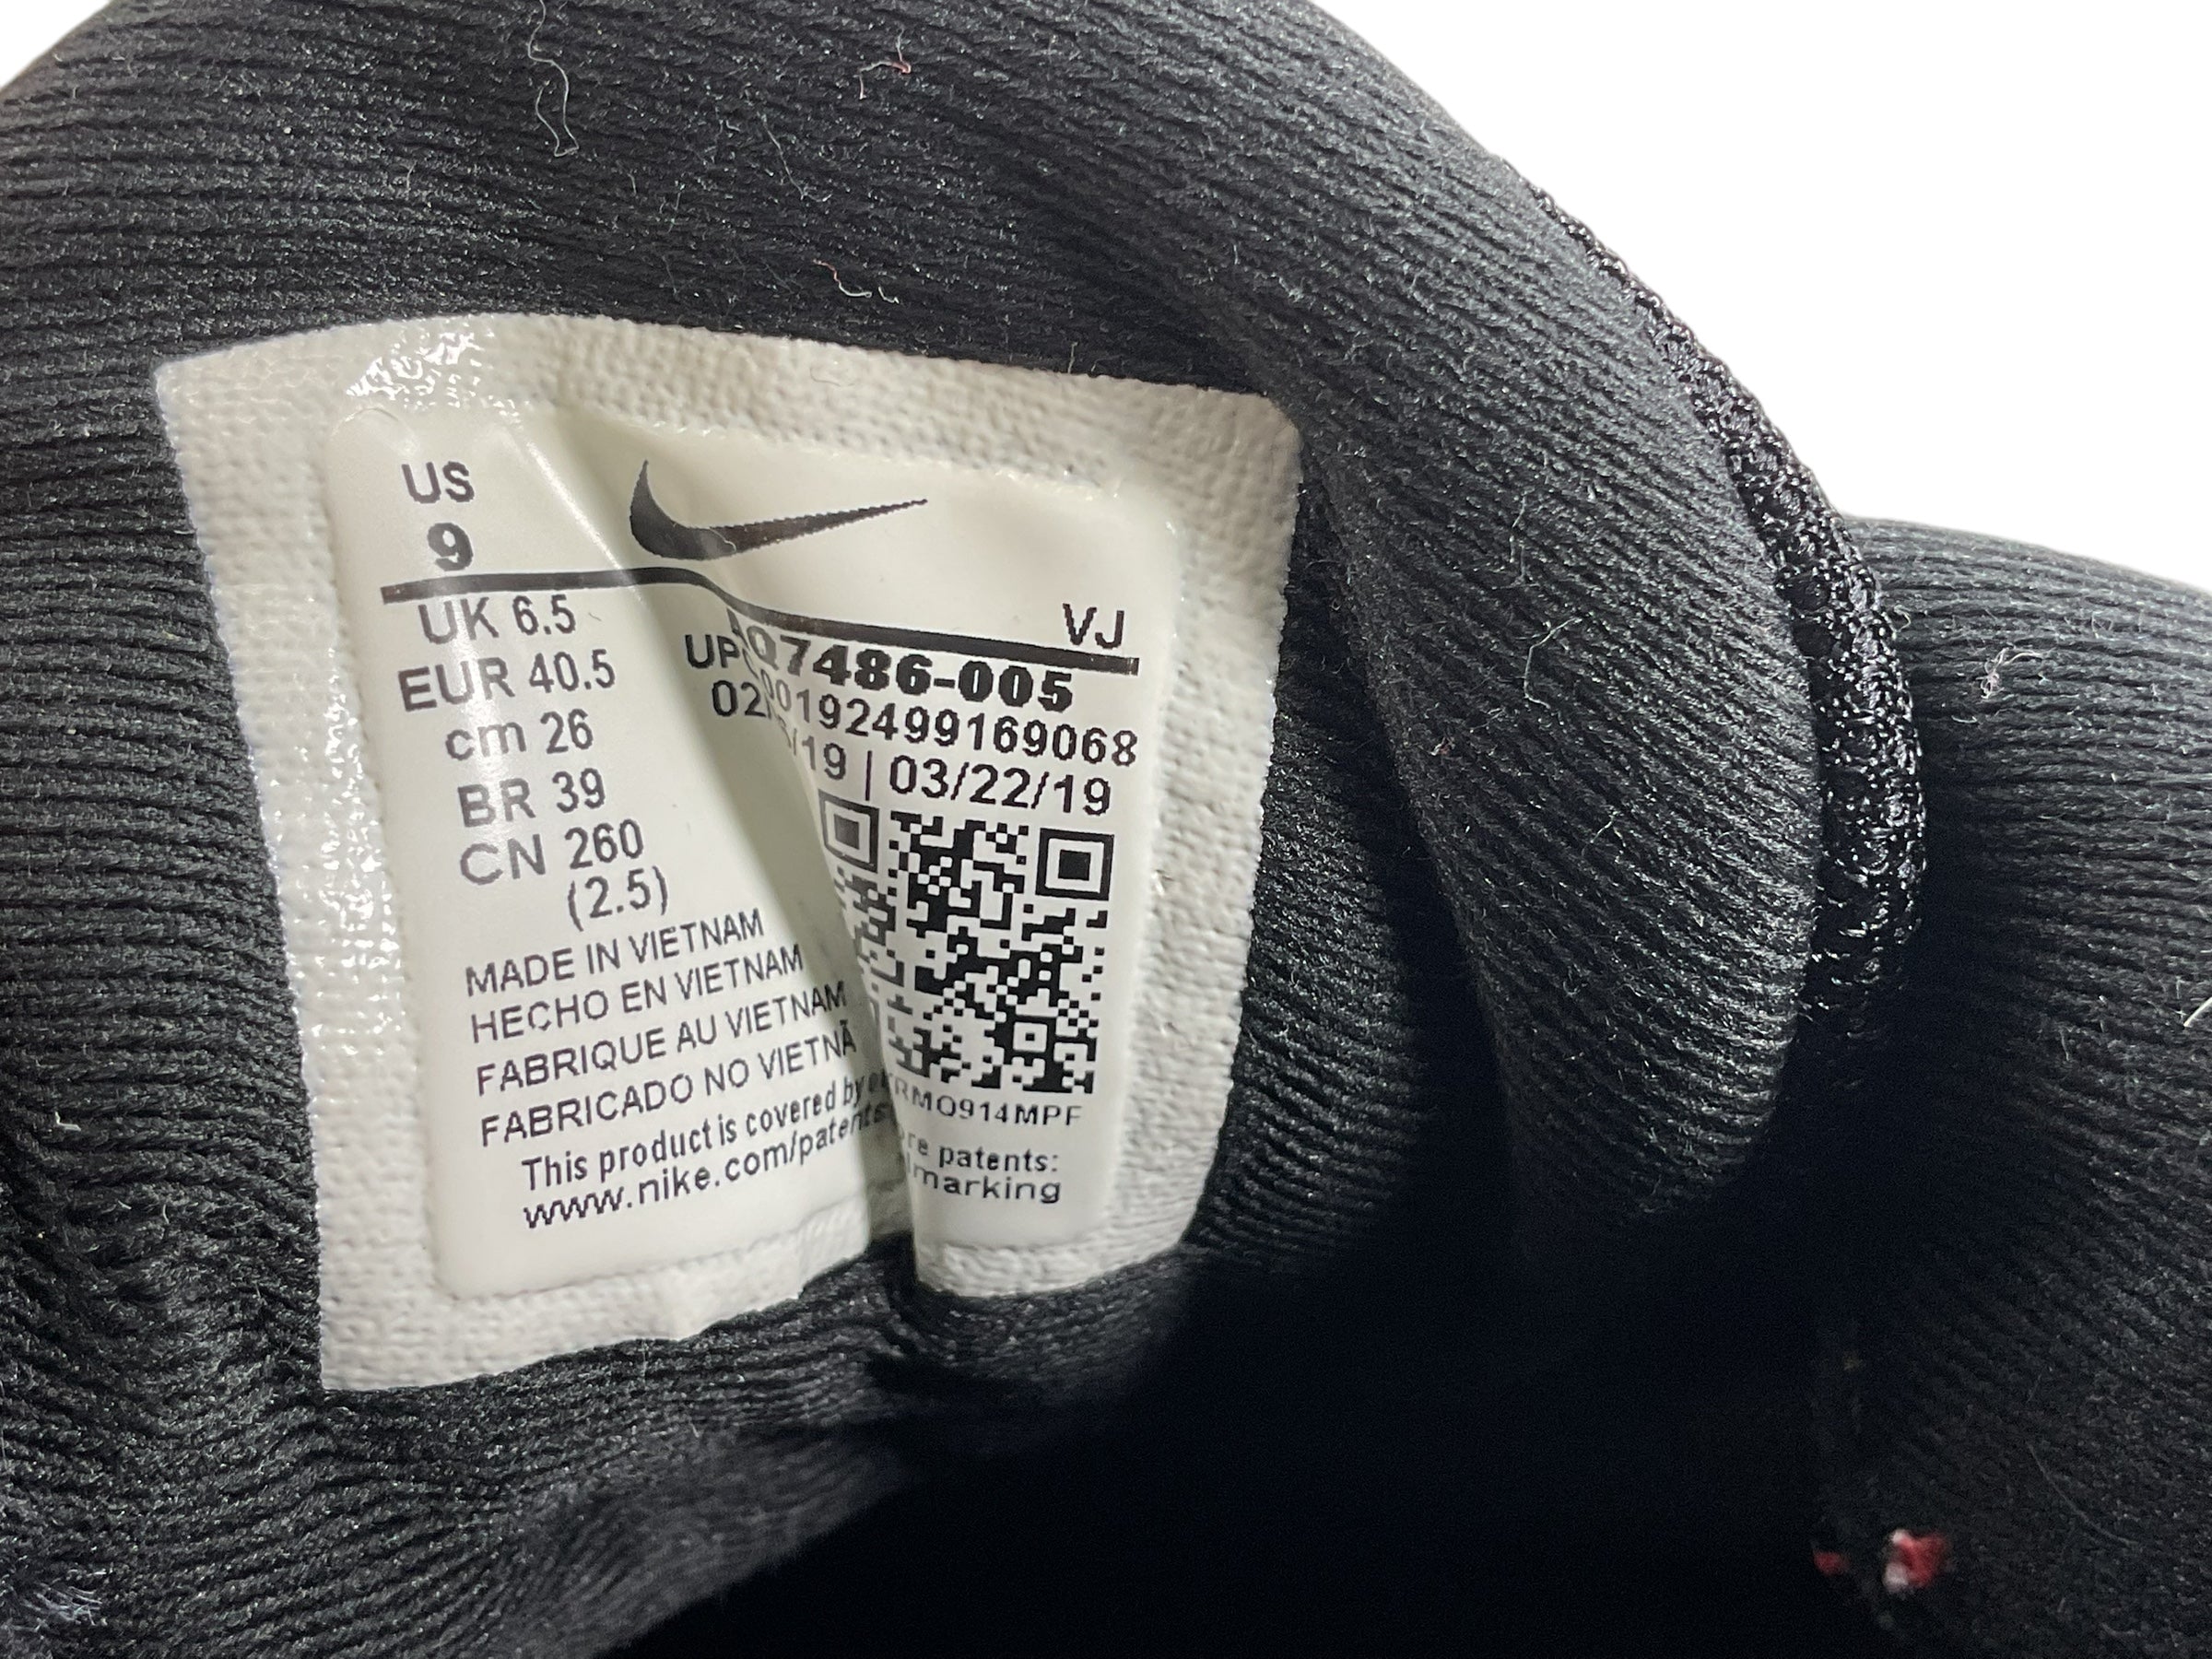 US
9
UK 6.5
EUR 40.5
cm 26
BR 39
CN 260
(2.5)
MADE IN VIETNAM
HECHO EN VIETNAM
FABRIQUE AU VIETNAM
FABRICADO NO VIETNÃ
This product is covered by
www.nike.com/patents
VJ
AQ7486-005
UPC 00192499169068
/19 | 03/22/19
RMO914MPF
patents:
marking